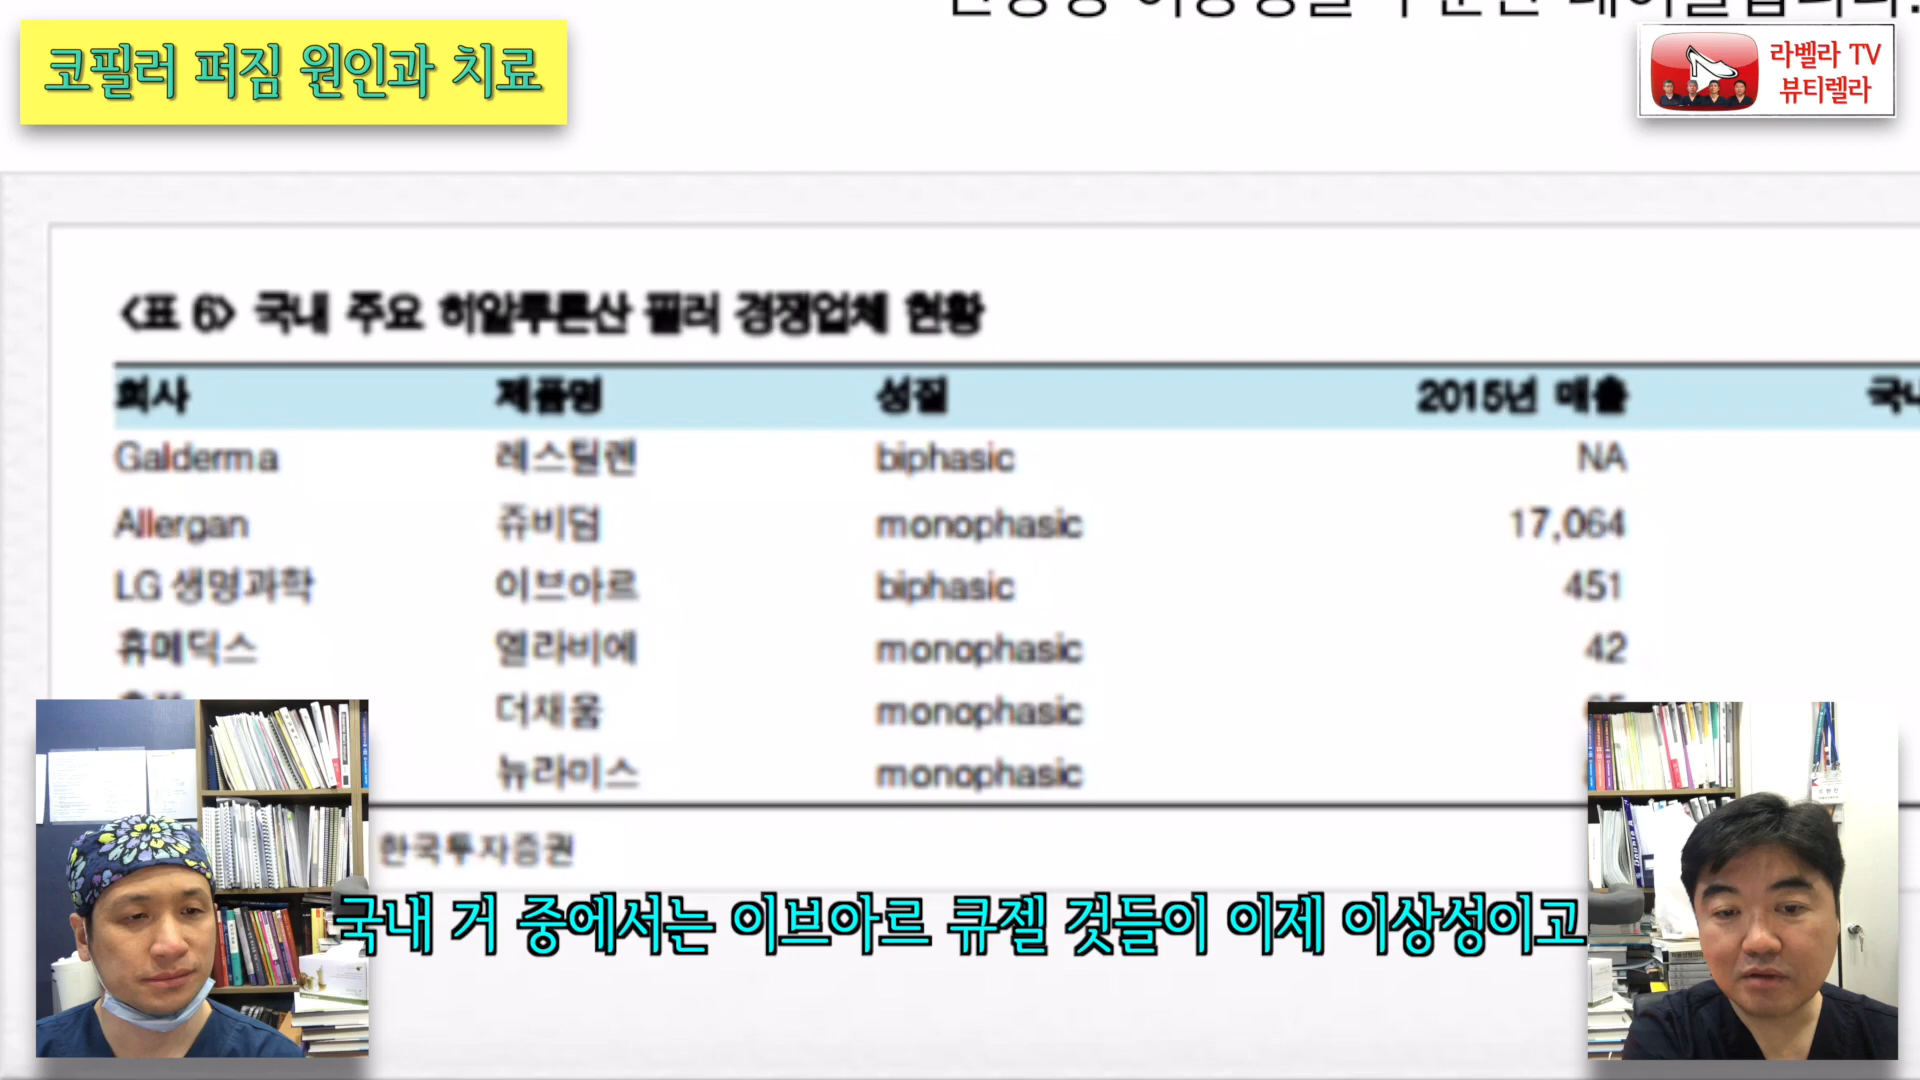 코필러 퍼짐 원인과 치료
라벨라 TV
뷰티렐라
<표 6> 국내 주요 히알루론산 필러 경쟁업체 현황
회사 제품명 성질 2015년 매출
Galderma 레스틸렌 biphasic NA
Allergan 쥬비덤 monophasic 17,064
LG 생명과학 이브아르 biphasic 451
휴메딕스 엘라비에 monophasic 42
더채움 monophasic
뉴라미스 monophasic
한국투자증권
국내 거 중에서는 이브아르 큐젤 것들이 이제 이상성이고